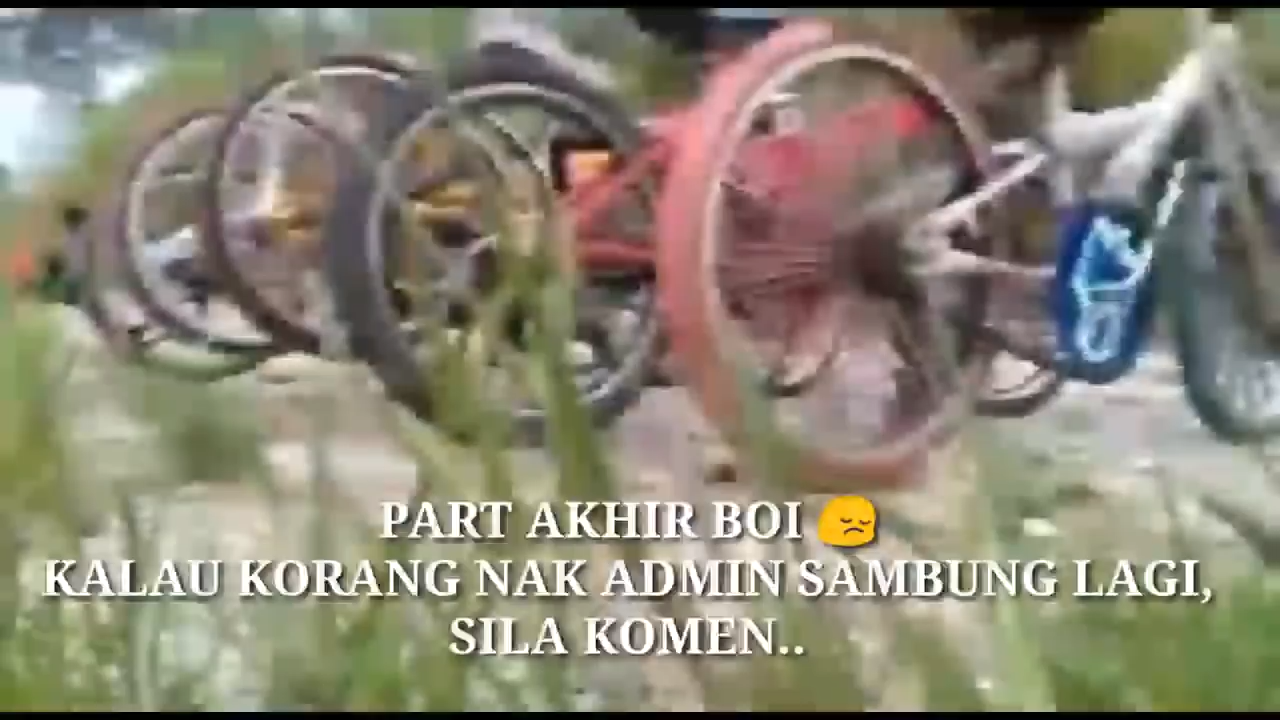 PART AKHIR BOI 😔
KALAU KORANG NAK ADMIN SAMBUNG LAGI,
SILA KOMEN..